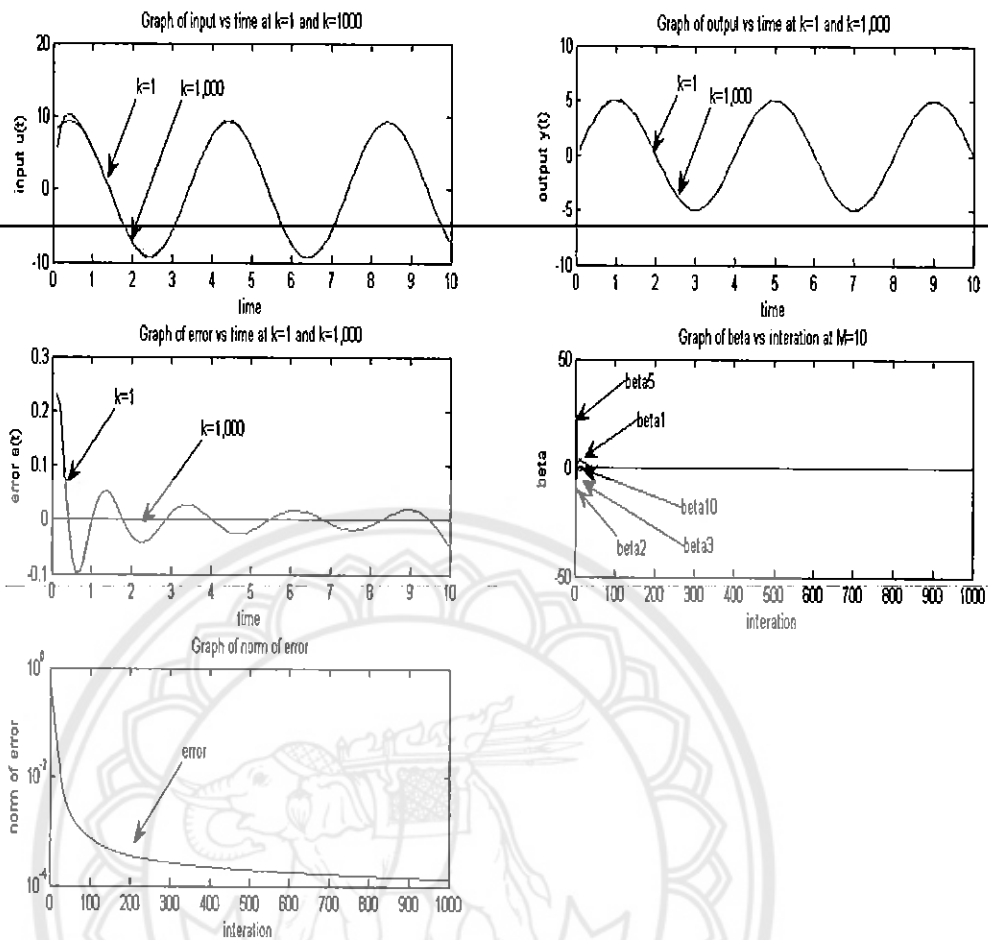 Graph of input vs time at k=1 and k=1000
20
10
0
-10
input u(t)
k=1
k=1,000
0 1 2 3 4 5 6 7 8 9 10
time
Graph of output vs time at k=1 and k=1,000
10
5
0
-5
-10
output y(t)
k=1
k=1,000
0 1 2 3 4 5 6 7 8 9 10
time
Graph of error vs time at k=1 and k=1,000
0.3
0.2
0.1
0
-0.1
error e(t)
k=1
k=1,000
0 1 2 3 4 5 6 7 8 9 10
time
Graph of beta vs interation at M=10
50
0
-50
beta
beta5
beta1
beta10
beta3
beta2
0 100 200 300 400 500 600 700 800 900 1000
interation
Graph of norm of error
10^0
10^-2
10^-4
norm of error
error
0 100 200 300 400 500 600 700 800 900 1000
interation